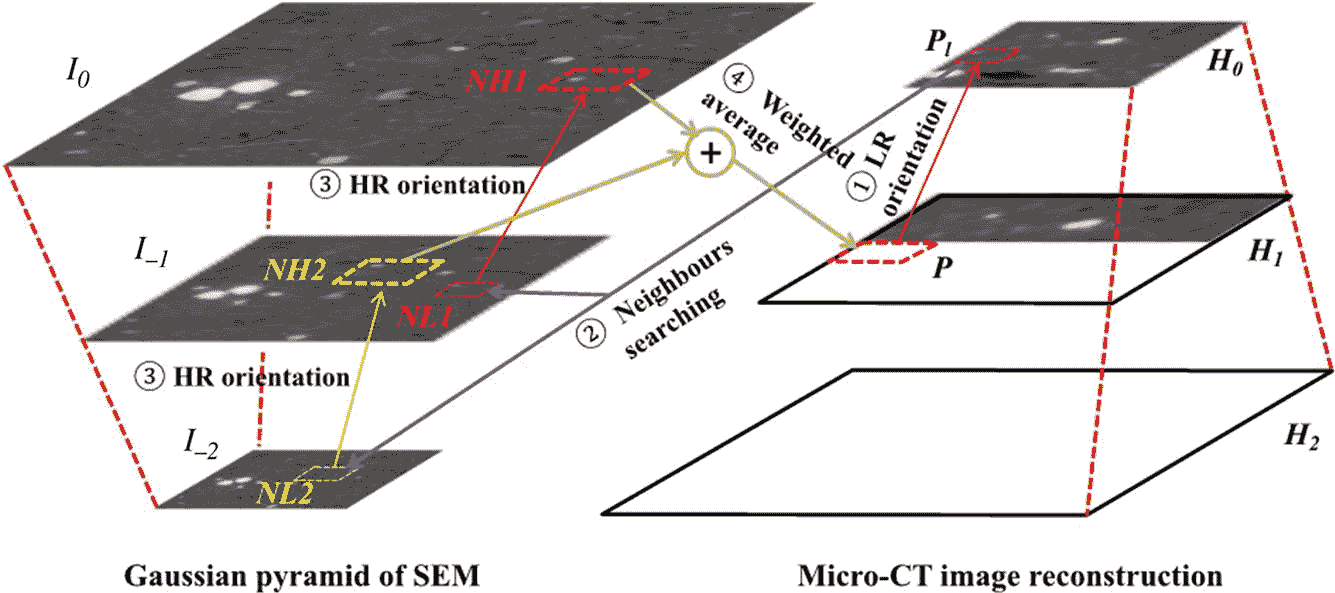 I₀
NH1
④ Weighted
average
Pₗ
H₀
① LR
orientation
③ HR orientation
+
I₋₁
NH2
NL1
P
H₁
② Neighbours
searching
③ HR orientation
I₋₂
NL2
H₂
Gaussian pyramid of SEM
Micro-CT image reconstruction